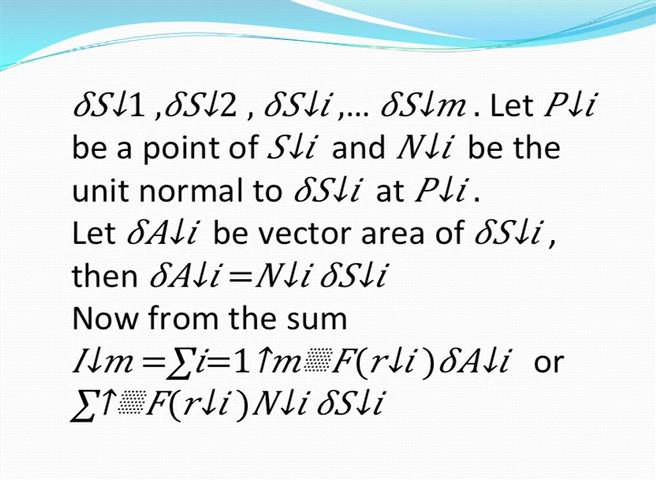 𝛿𝑆↓1 ,𝛿𝑆↓2 , 𝛿𝑆↓𝑖 ,… 𝛿𝑆↓𝑚 . Let 𝑃↓𝑖
be a point of 𝑆↓𝑖 and 𝑁↓𝑖 be the
unit normal to 𝛿𝑆↓𝑖 at 𝑃↓𝑖 .
Let 𝛿𝐴↓𝑖 be vector area of 𝛿𝑆↓𝑖 ,
then 𝛿𝐴↓𝑖 =𝑁↓𝑖 𝛿𝑆↓𝑖
Now from the sum
𝐼↓𝑚 =∑𝑖=1↑𝑚▒𝐹(𝑟↓𝑖 )𝛿𝐴↓𝑖 or
∑↑▒𝐹(𝑟↓𝑖 )𝑁↓𝑖 𝛿𝑆↓𝑖